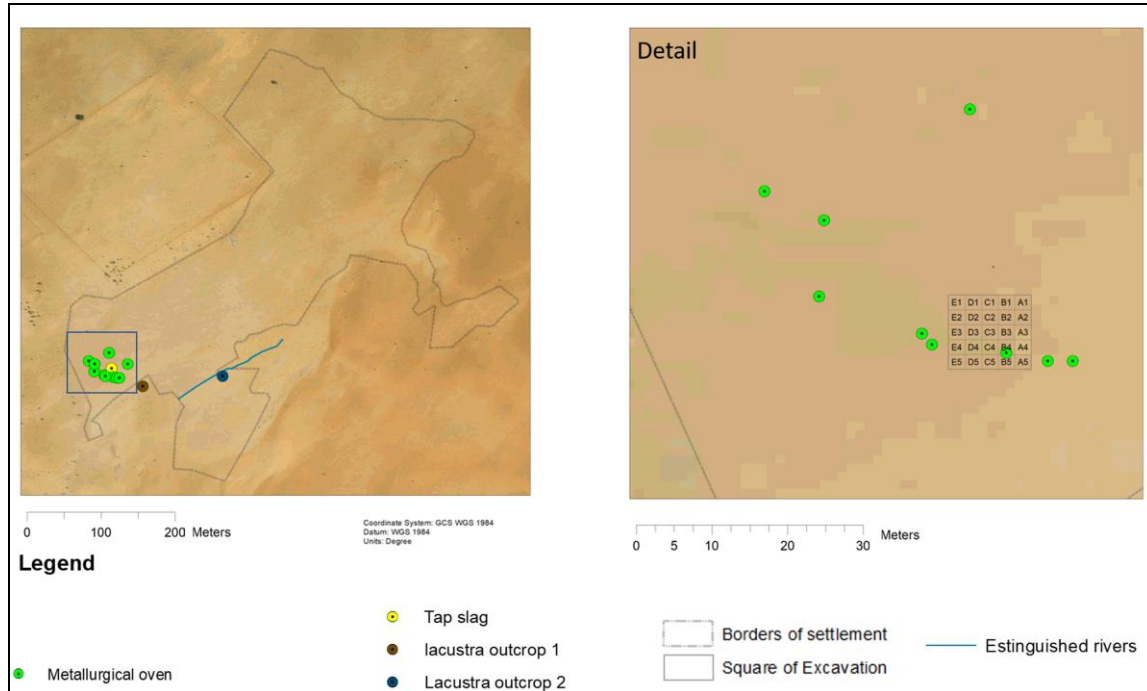 Detail
E1 D1 C1 B1 A1
E2 D2 C2 B2 A2
E3 D3 C3 B3 A3
E4 D4 C4 B4 A4
E5 D5 C5 B5 A5
0 100 200 Meters
Coordinate System: GCS WGS 1984
Datum: WGS 1984
Units: Degree
0 5 10 20 30 Meters
Legend
Metallurgical oven
Tap slag
lacustra outcrop 1
Lacustra outcrop 2
Borders of settlement
Square of Excavation
Estinguished rivers